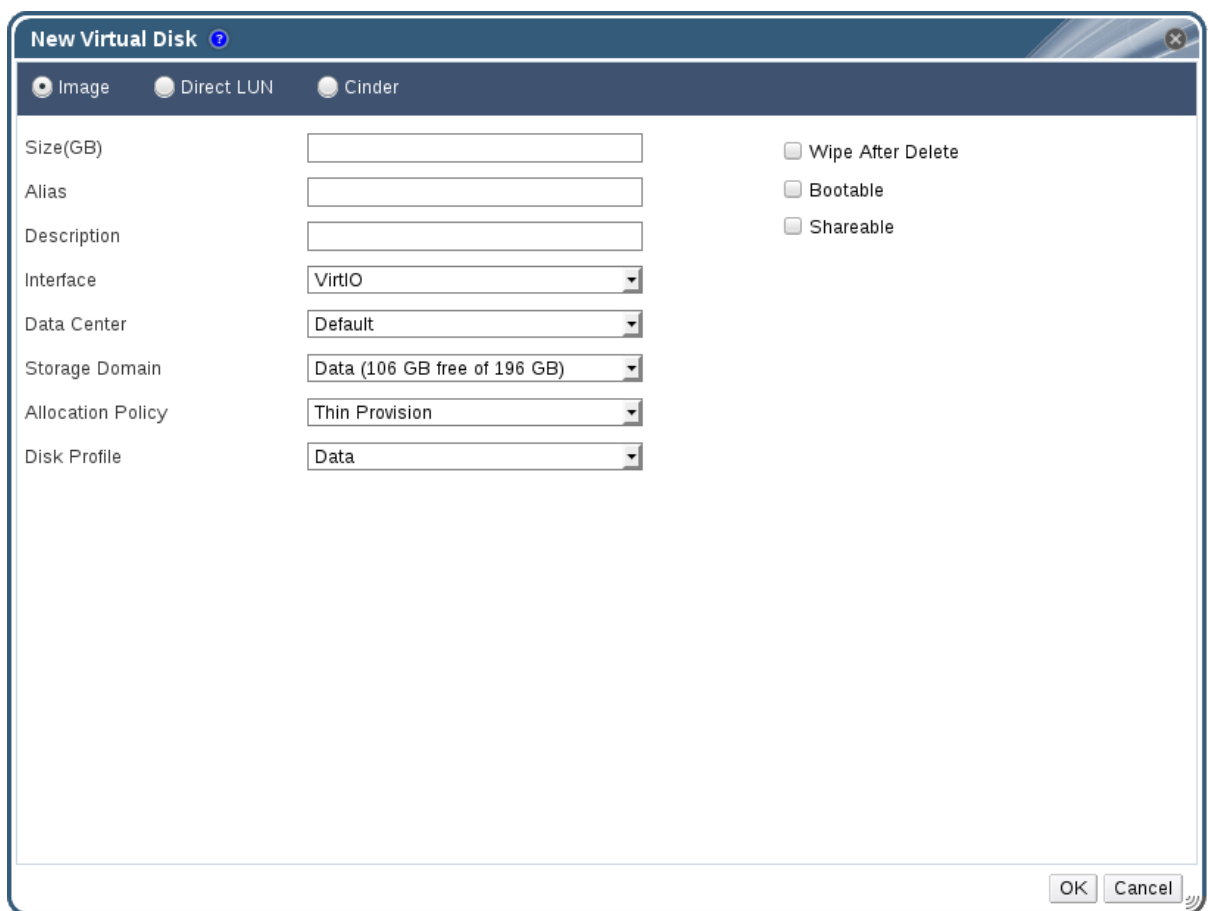 New Virtual Disk ?
Image Direct LUN Cinder
Size(GB) Wipe After Delete
Alias Bootable
Description Shareable
Interface VirtIO
Data Center Default
Storage Domain Data (106 GB free of 196 GB)
Allocation Policy Thin Provision
Disk Profile Data
OK Cancel